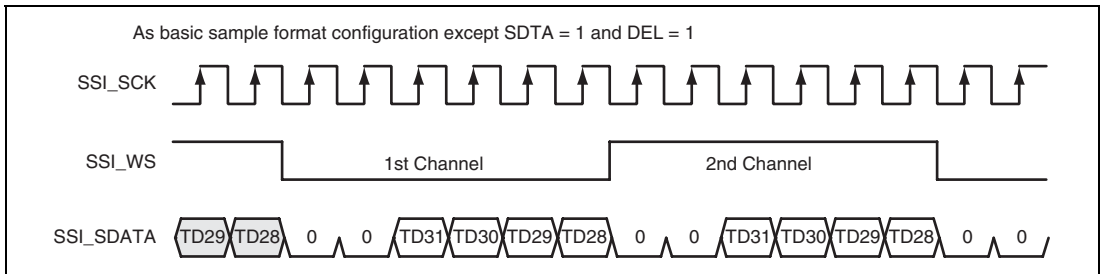 As basic sample format configuration except SDTA = 1 and DEL = 1
SSI_SCK
SSI_WS 1st Channel 2nd Channel
SSI_SDATA TD29 TD28 0 0 TD31 TD30 TD29 TD28 0 0 TD31 TD30 TD29 TD28 0 0